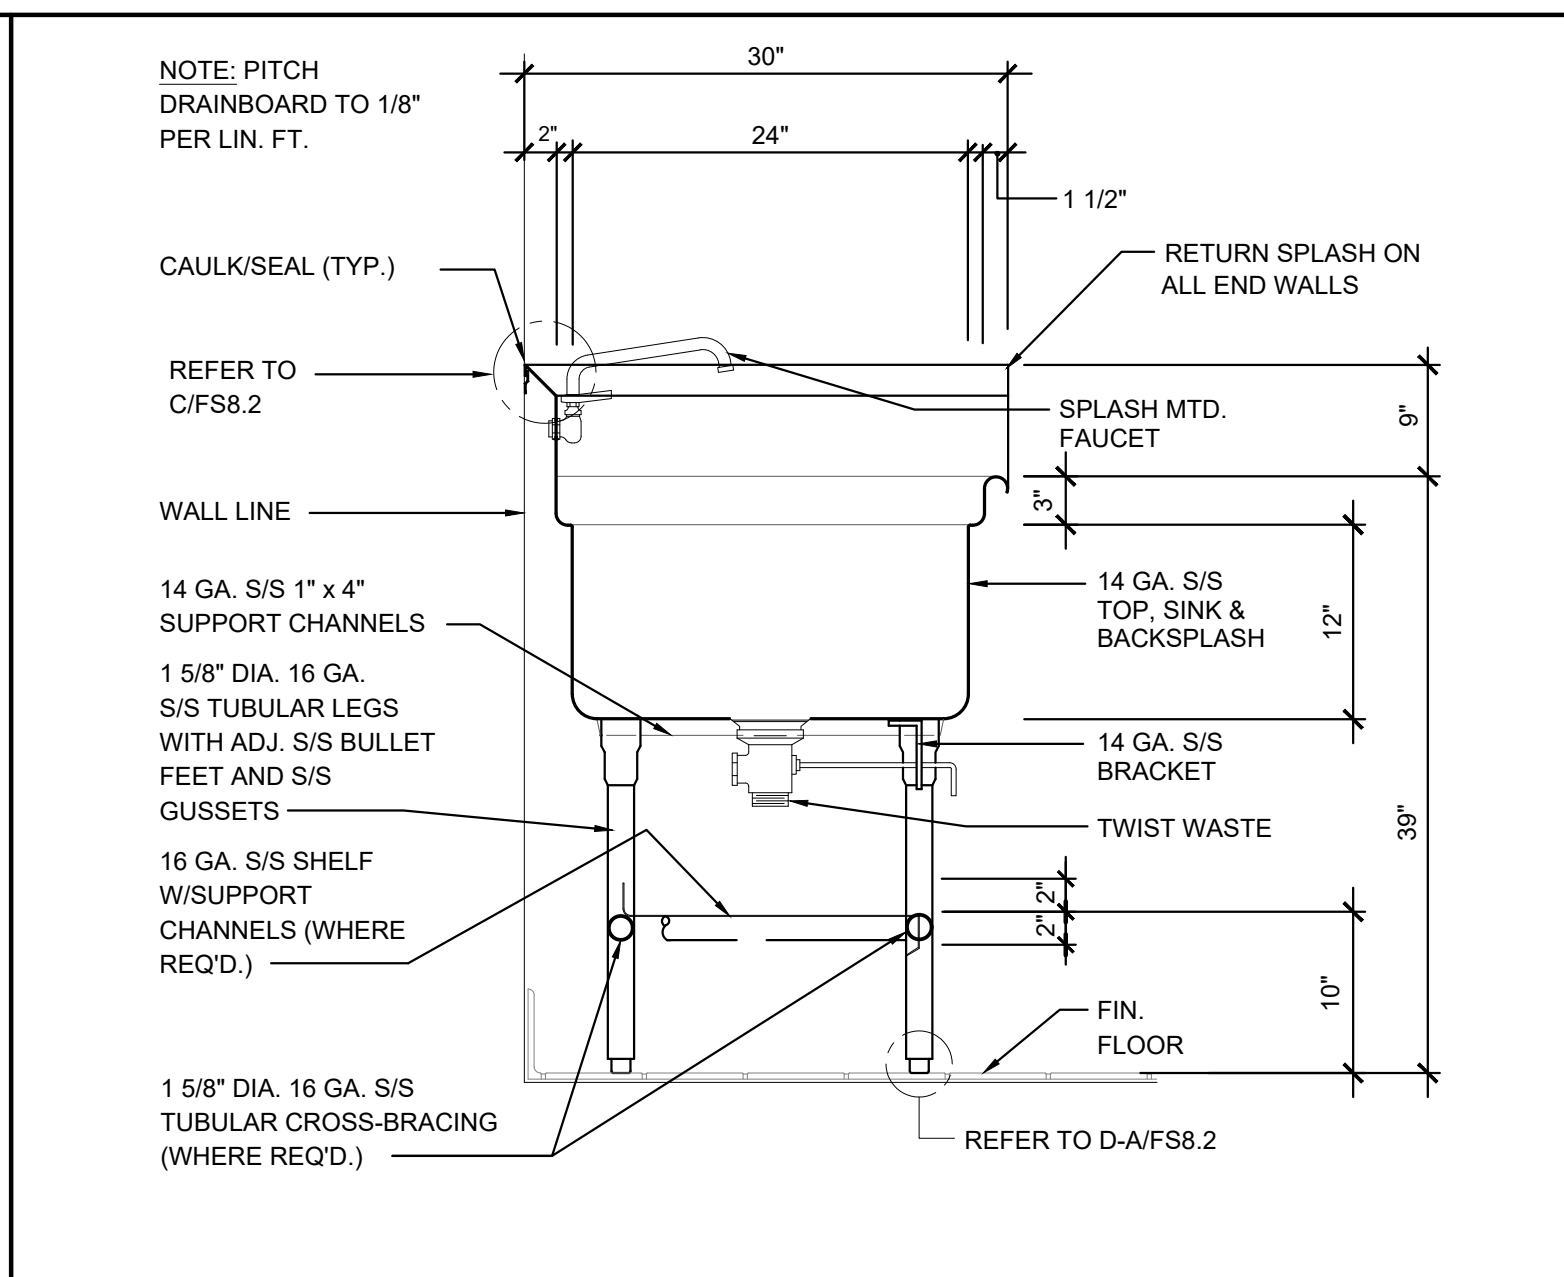 NOTE: PITCH
DRAINBOARD TO 1/8"
PER LIN. FT.
30"
2"
24"
1 1/2"
CAULK/SEAL (TYP.)
RETURN SPLASH ON
ALL END WALLS
REFER TO
C/FS8.2
SPLASH MTD.
FAUCET
9"
WALL LINE
3"
14 GA. S/S 1" x 4"
SUPPORT CHANNELS
14 GA. S/S
TOP, SINK &
BACKSPLASH
12"
1 5/8" DIA. 16 GA.
S/S TUBULAR LEGS
WITH ADJ. S/S BULLET
FEET AND S/S
GUSSETS
14 GA. S/S
BRACKET
TWIST WASTE
39"
16 GA. S/S SHELF
W/SUPPORT
CHANNELS (WHERE
REQ'D.)
2"
2"
10"
FIN.
FLOOR
1 5/8" DIA. 16 GA. S/S
TUBULAR CROSS-BRACING
(WHERE REQ'D.)
REFER TO D-A/FS8.2